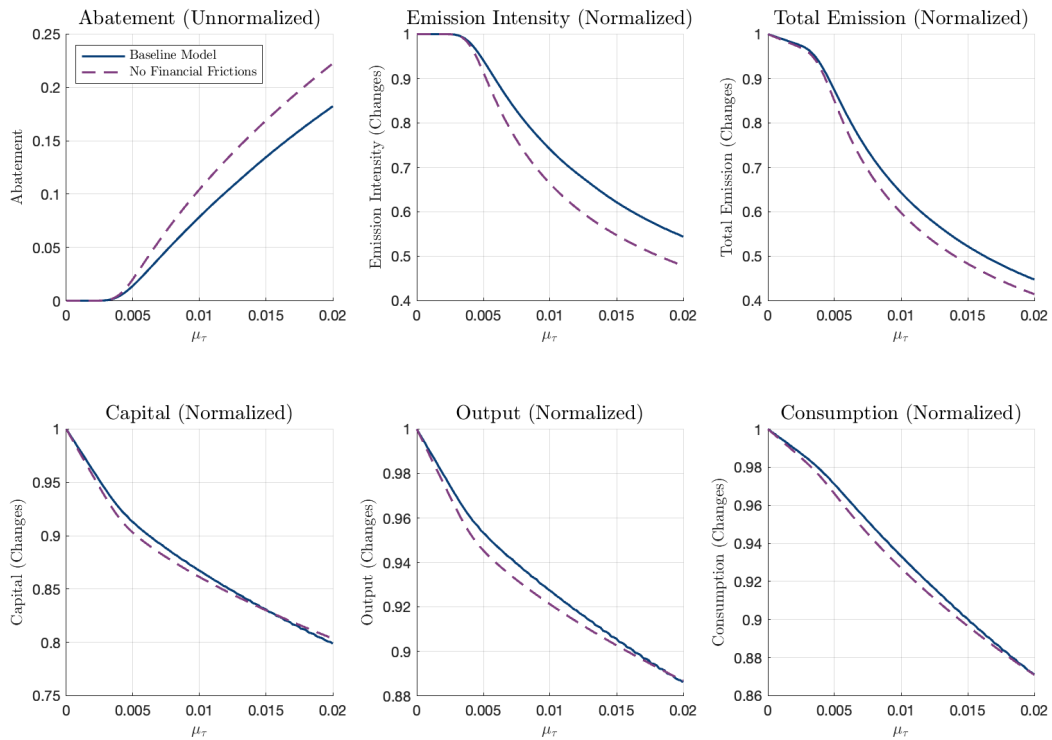 Abatement (Unnormalized)
0.25
0.2
0.15
0.1
0.05
0
Abatement
Baseline Model
No Financial Frictions
0 0.005 0.01 0.015 0.02
μτ
Emission Intensity (Normalized)
1
0.9
0.8
0.7
0.6
0.5
0.4
Emission Intensity (Changes)
0 0.005 0.01 0.015 0.02
μτ
Total Emission (Normalized)
1
0.9
0.8
0.7
0.6
0.5
0.4
Total Emission (Changes)
0 0.005 0.01 0.015 0.02
μτ
Capital (Normalized)
1
0.95
0.9
0.85
0.8
0.75
Capital (Changes)
0 0.005 0.01 0.015 0.02
μτ
Output (Normalized)
1
0.98
0.96
0.94
0.92
0.9
0.88
Output (Changes)
0 0.005 0.01 0.015 0.02
μτ
Consumption (Normalized)
1
0.98
0.96
0.94
0.92
0.9
0.88
0.86
Consumption (Changes)
0 0.005 0.01 0.015 0.02
μτ